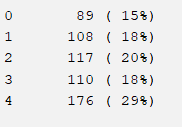 0 89 ( 15%)
1 108 ( 18%)
2 117 ( 20%)
3 110 ( 18%)
4 176 ( 29%)